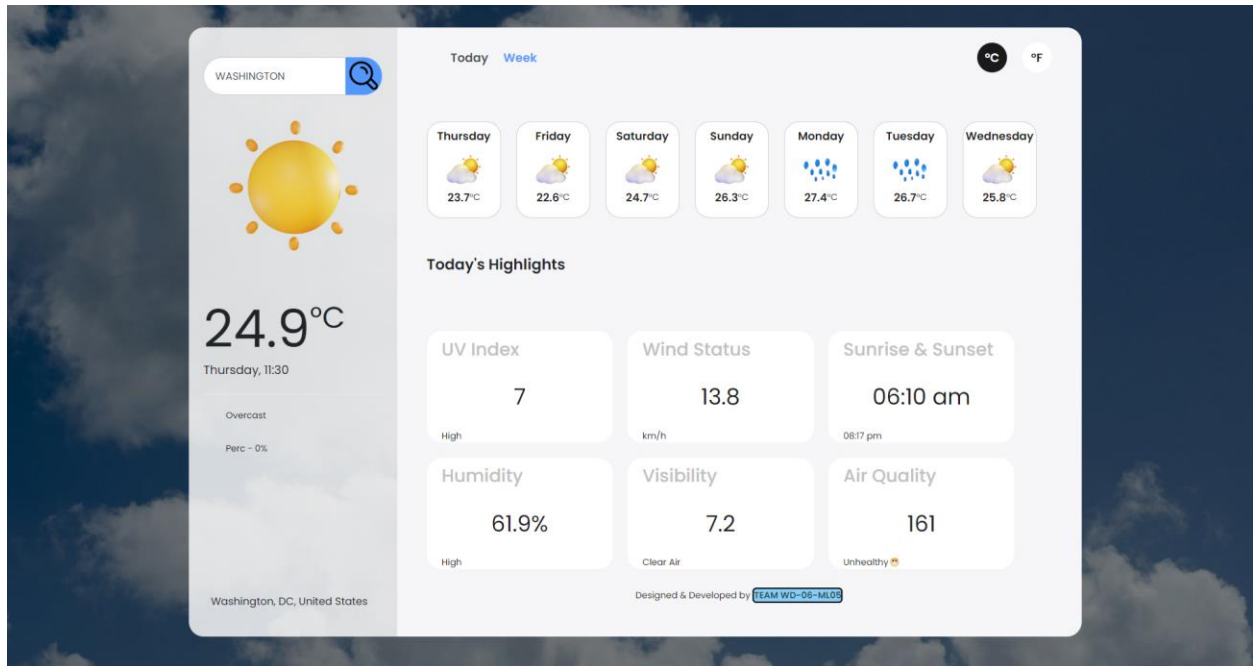 WASHINGTON
Today Week
°C °F
Thursday Friday Saturday Sunday Monday Tuesday Wednesday
23.7°C 22.6°C 24.7°C 26.3°C 27.4°C 26.7°C 25.8°C
Today's Highlights
24.9°C
Thursday, 11:30
Overcast
Perc - 0%
Washington, DC, United States
UV Index
7
High
Wind Status
13.8
km/h
Sunrise & Sunset
06:10 am
08:17 pm
Humidity
61.9%
High
Visibility
7.2
Clear Air
Air Quality
161
Unhealthy😷
Designed & Developed by TEAM WD-06-ML05